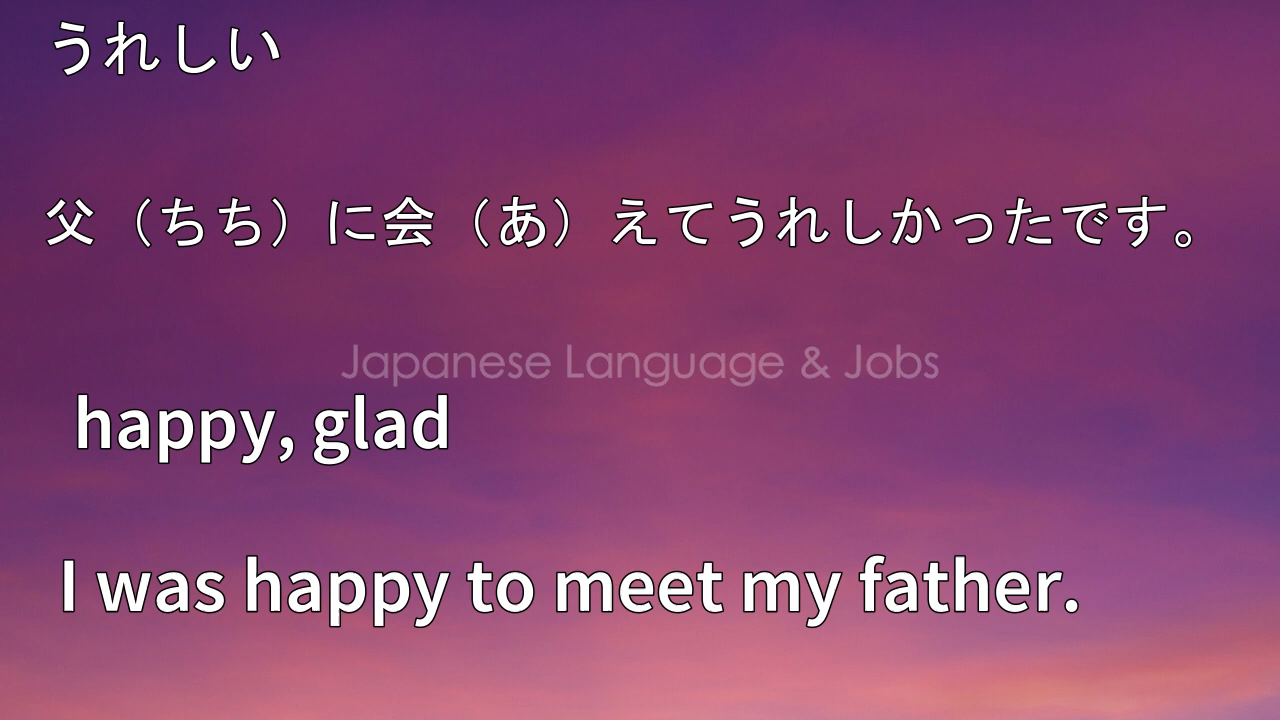 うれしい
父（ちち）に会（あ）えてうれしかったです。
Japanese Language & Jobs
happy, glad
I was happy to meet my father.